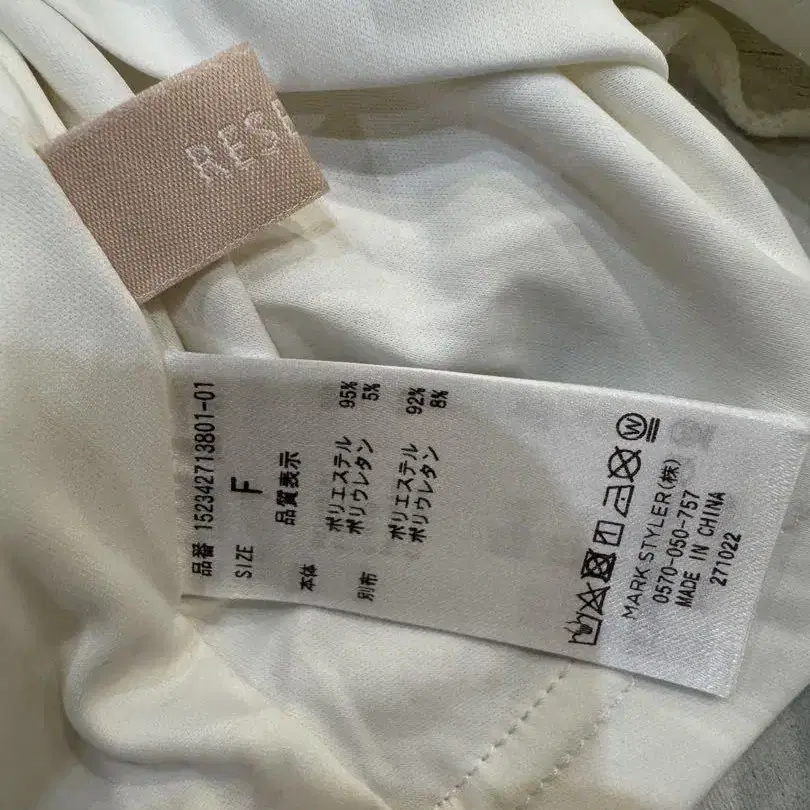 RESE
品番 152342713801-01
SIZE F
品質表示
本体 ポリエステル 95%
ポリウレタン 5%
別布 ポリエステル 92%
ポリウレタン 8%
W
MARK STYLER(株)
0570-050-757
MADE IN CHINA
271022